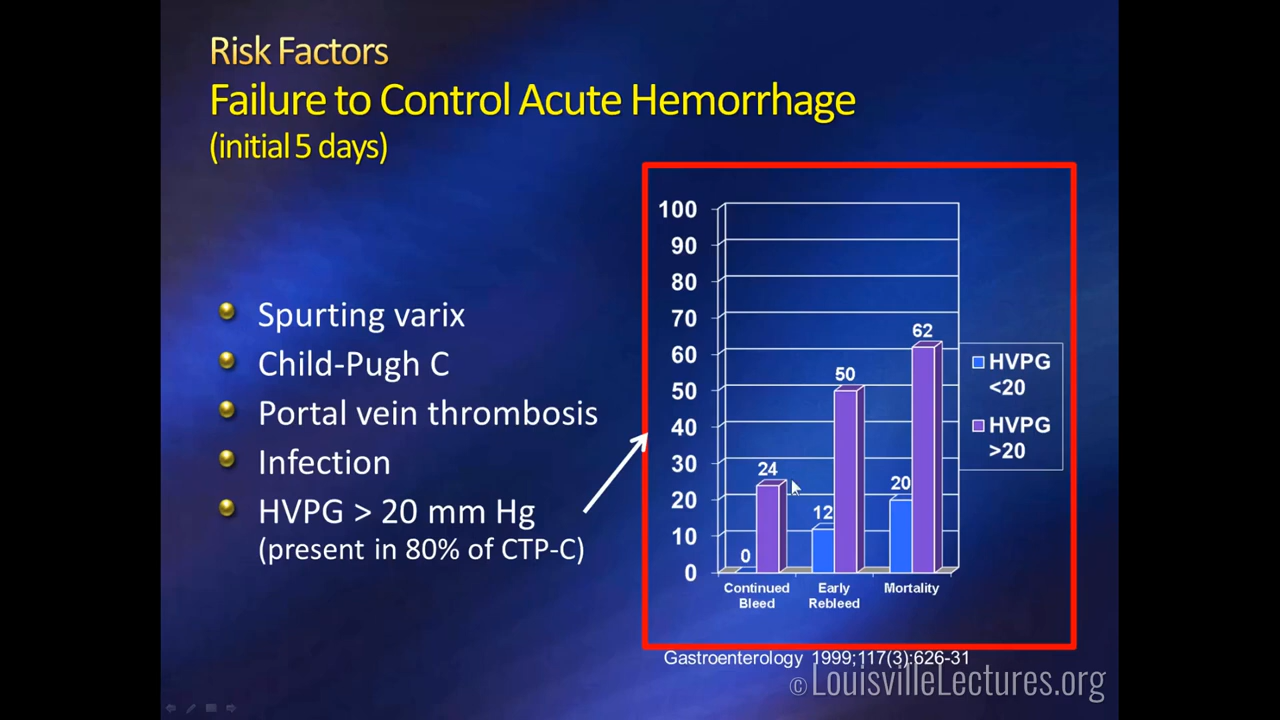 Risk Factors
Failure to Control Acute Hemorrhage
(initial 5 days)
Spurting varix
Child-Pugh C
Portal vein thrombosis
Infection
HVPG > 20 mm Hg
(present in 80% of CTP-C)
100
90
80
70
60
50
40
30
20
10
0
0
24
12
50
20
62
Continued
Bleed
Early
Rebleed
Mortality
HVPG
<20
HVPG
>20
Gastroenterology 1999;117(3):626-31
© LouisvilleLectures.org